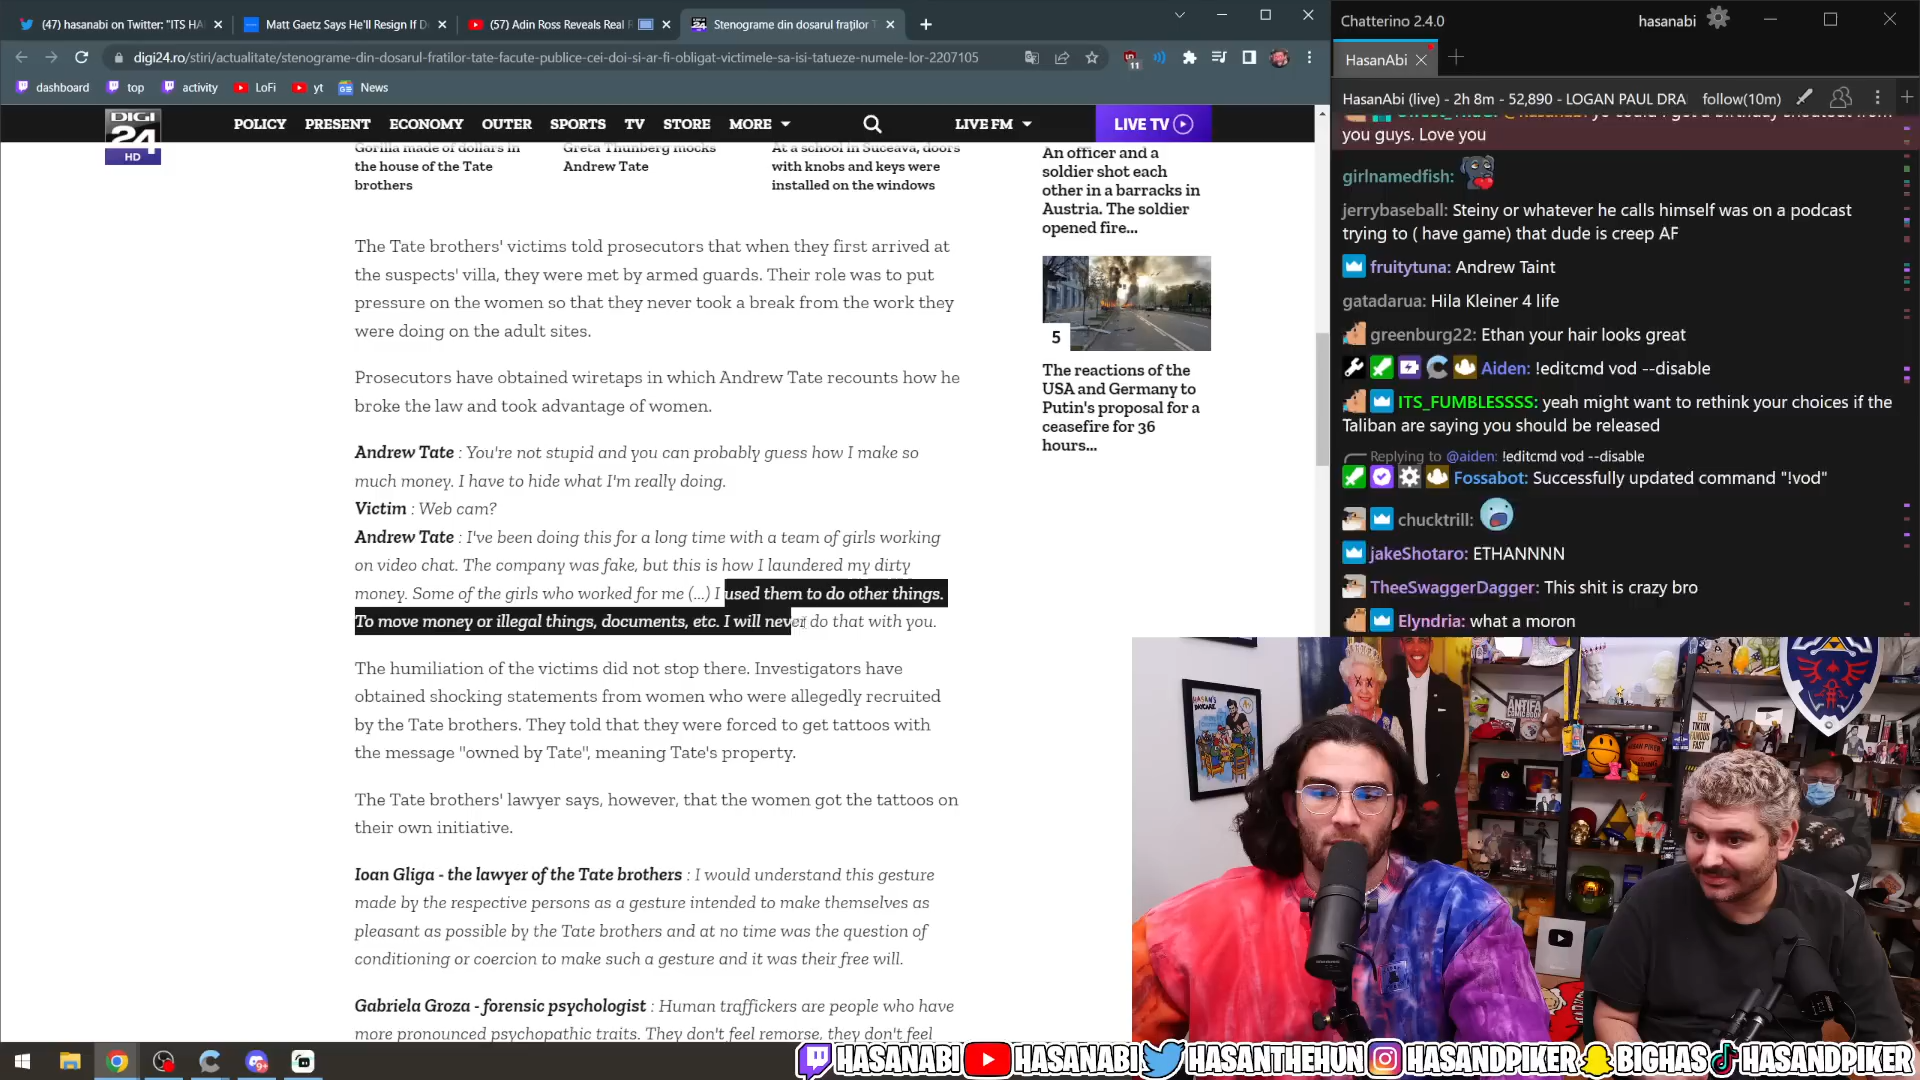 (47) hasanabi on Twitter: "ITS HA
Matt Gaetz Says He'll Resign If D
(57) Adin Ross Reveals Real R
Stenograme din dosarul fraților T
digi24.ro/stiri/actualitate/stenograme-din-dosarul-fratilor-tate-facute-publice-cei-doi-si-ar-fi-obligat-victimele-sa-isi-tatueze-numele-lor-2207105
11
dashboard
top
activity
LoFi
yt
News
DIGI
24
HD
POLICY
PRESENT
ECONOMY
OUTER
SPORTS
TV
STORE
MORE
LIVE FM
LIVE TV
Gorilla made of dollars in
the house of the Tate
brothers
Greta Thunberg mocks
Andrew Tate
At a school in Suceava, doors
with knobs and keys were
installed on the windows
The Tate brothers' victims told prosecutors that when they first arrived at
the suspects' villa, they were met by armed guards. Their role was to put
pressure on the women so that they never took a break from the work they
were doing on the adult sites.
Prosecutors have obtained wiretaps in which Andrew Tate recounts how he
broke the law and took advantage of women.
Andrew Tate : You're not stupid and you can probably guess how I make so
much money. I have to hide what I'm really doing.
Victim : Web cam?
Andrew Tate : I've been doing this for a long time with a team of girls working
on video chat. The company was fake, but this is how I laundered my dirty
money. Some of the girls who worked for me (...) I used them to do other things.
To move money or illegal things, documents, etc. I will never do that with you.
The humiliation of the victims did not stop there. Investigators have
obtained shocking statements from women who were allegedly recruited
by the Tate brothers. They told that they were forced to get tattoos with
the message "owned by Tate", meaning Tate's property.
The Tate brothers' lawyer says, however, that the women got the tattoos on
their own initiative.
Ioan Gliga - the lawyer of the Tate brothers : I would understand this gesture
made by the respective persons as a gesture intended to make themselves as
pleasant as possible by the Tate brothers and at no time was the question of
conditioning or coercion to make such a gesture and it was their free will.
Gabriela Groza - forensic psychologist : Human traffickers are people who have
more pronounced psychopathic traits. They don't feel remorse, they don't feel
An officer and a
soldier shot each
other in a barracks in
Austria. The soldier
opened fire...
5
The reactions of the
USA and Germany to
Putin's proposal for a
ceasefire for 36
hours...
Chatterino 2.4.0
hasanabi
HasanAbi
HasanAbi (live) - 2h 8m - 52,890 - LOGAN PAUL DRA
follow(10m)
you guys. Love you
girlnamedfish:
jerrybaseball: Steiny or whatever he calls himself was on a podcast
trying to ( have game) that dude is creep AF
fruitytuna: Andrew Taint
gatadarua: Hila Kleiner 4 life
greenburg22: Ethan your hair looks great
Aiden: !editcmd vod --disable
ITS_FUMBLESSSS: yeah might want to rethink your choices if the
Taliban are saying you should be released
Replying to @aiden: !editcmd vod --disable
Fossabot: Successfully updated command "!vod"
chucktrill:
jakeShotaro: ETHANNNN
TheeSwaggerDagger: This shit is crazy bro
Elyndria: what a moron
ANTIFA
HASANABI
HASANABI
HASANTHEHUN
HASANDPIKER
BIGHAS
HASANDPIKER